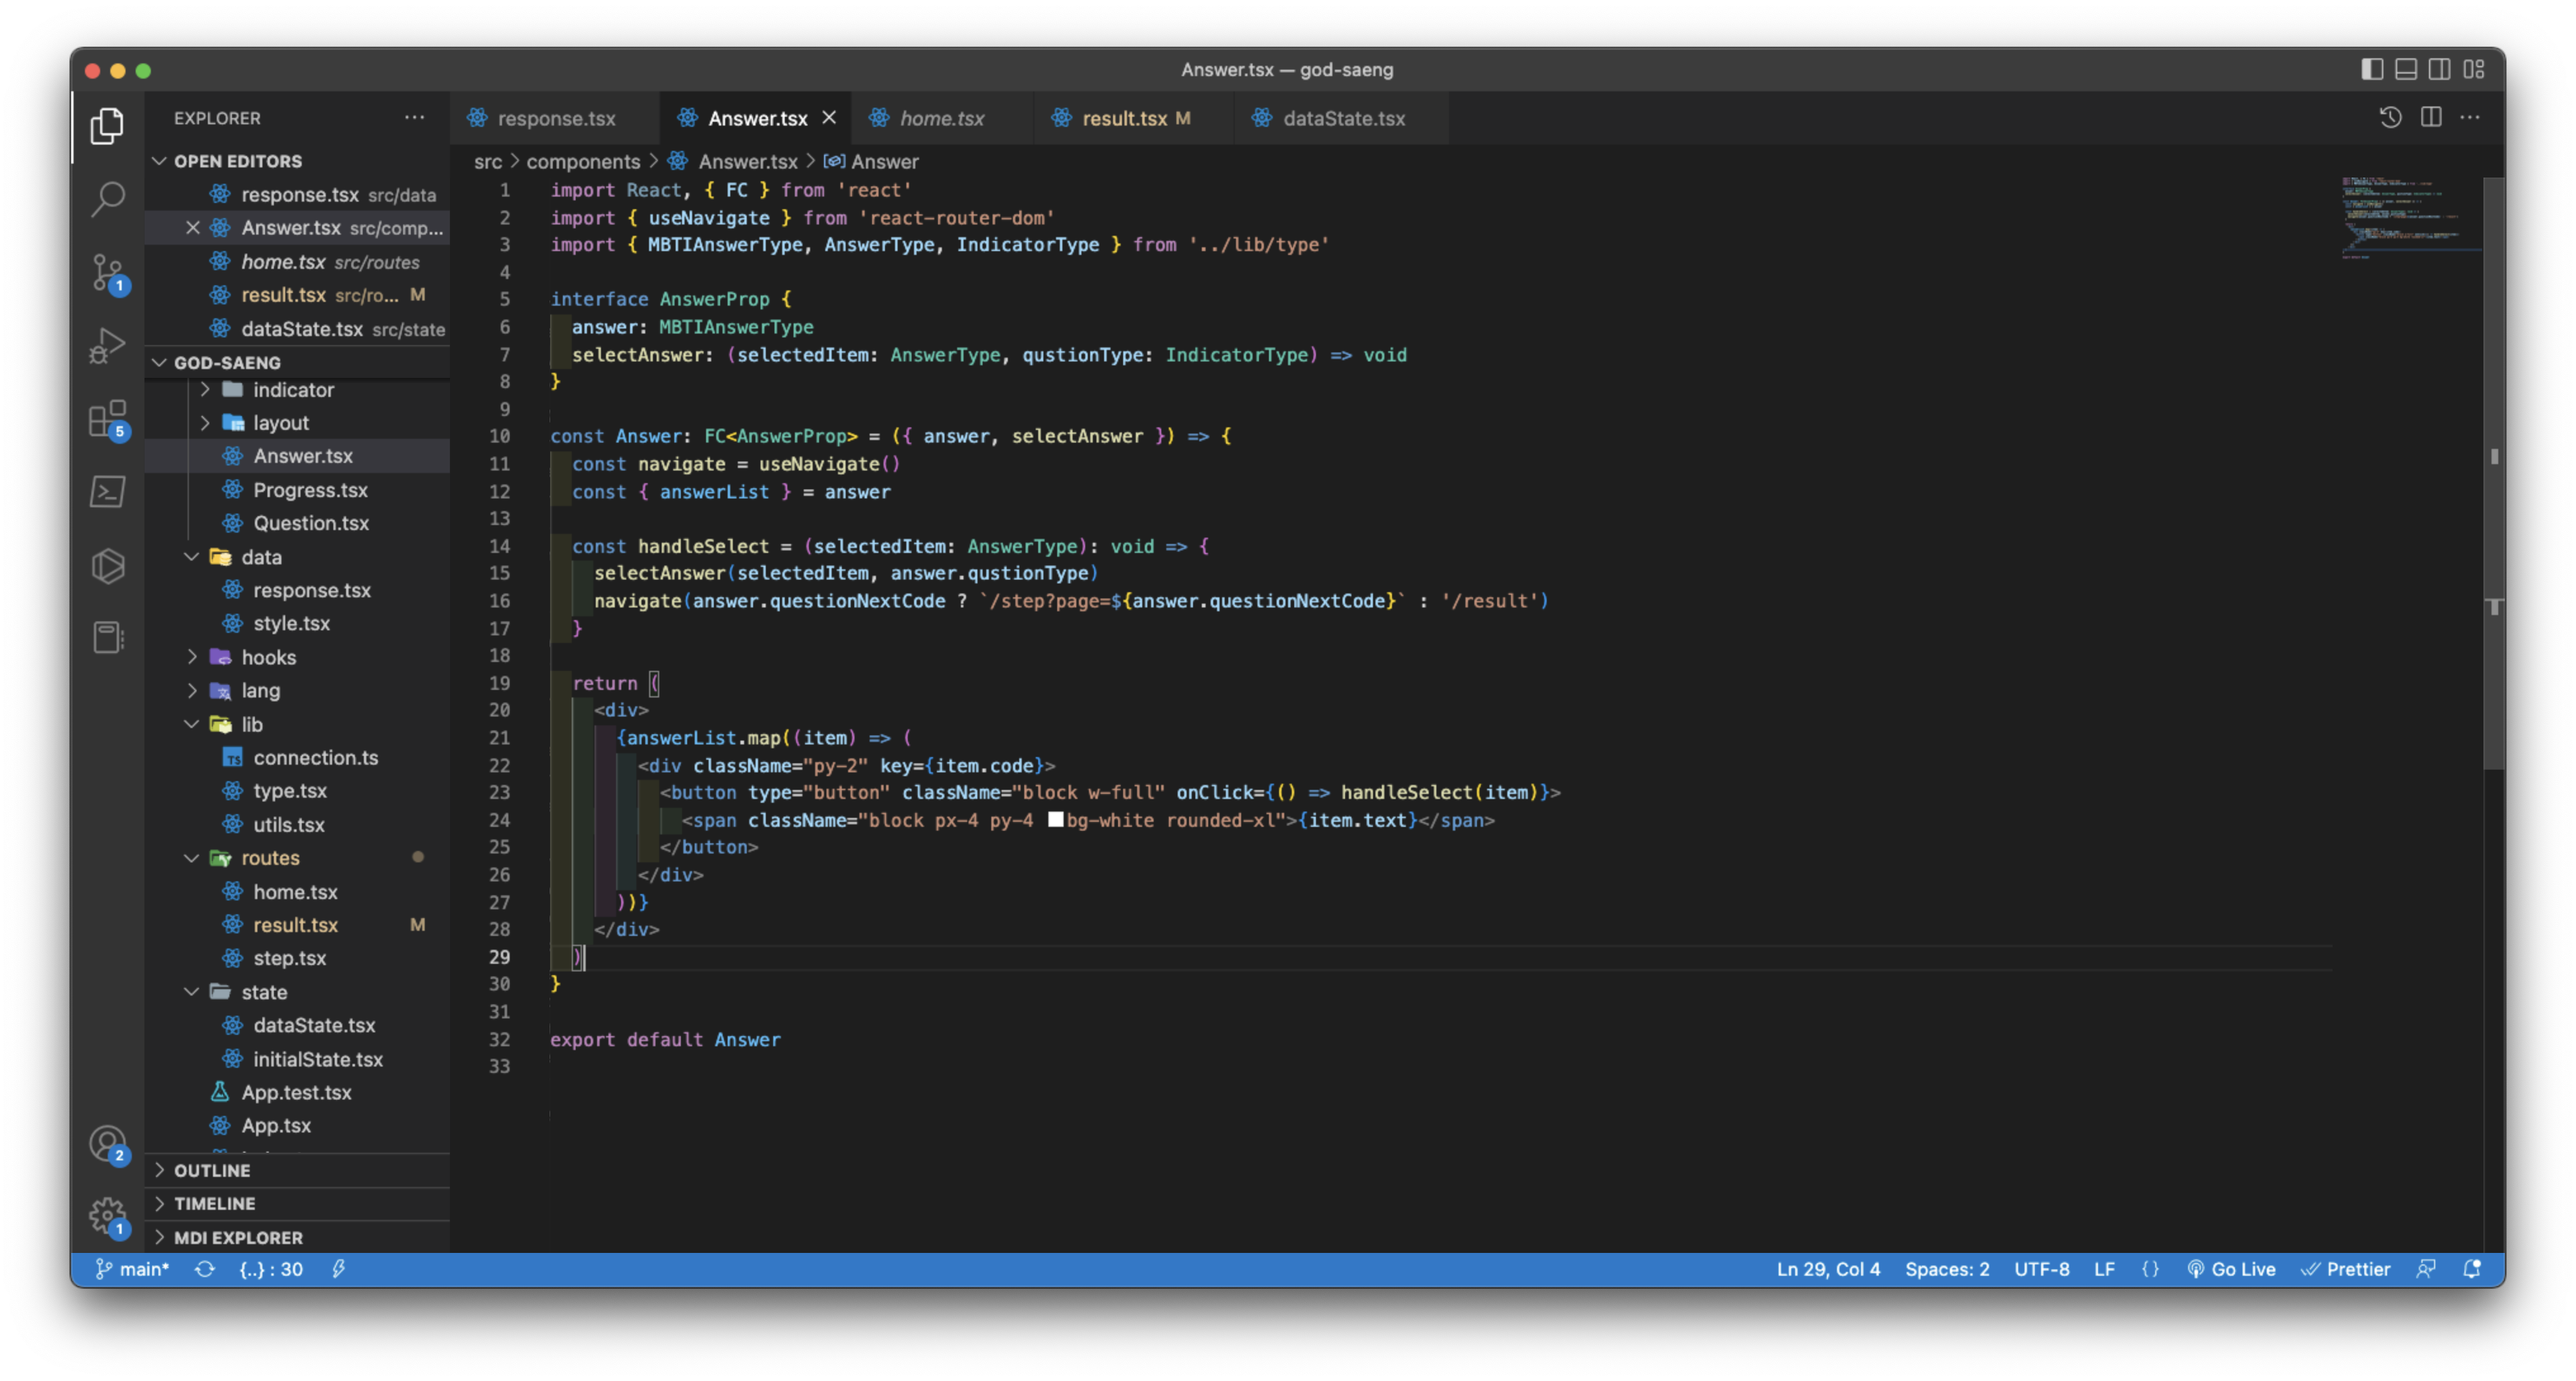 Answer.tsx — god-saeng
EXPLORER
response.tsx
Answer.tsx
home.tsx
result.tsx M
dataState.tsx
OPEN EDITORS
response.tsx src/data
Answer.tsx src/comp...
home.tsx src/routes
result.tsx src/ro... M
dataState.tsx src/state
GOD-SAENG
indicator
layout
Answer.tsx
Progress.tsx
Question.tsx
data
response.tsx
style.tsx
hooks
lang
lib
connection.ts
type.tsx
utils.tsx
routes
home.tsx
result.tsx M
step.tsx
state
dataState.tsx
initialState.tsx
App.test.tsx
App.tsx
OUTLINE
TIMELINE
MDI EXPLORER
1
5
2
1
src > components > Answer.tsx > Answer
1 import React, { FC } from 'react'
2 import { useNavigate } from 'react-router-dom'
3 import { MBTIAnswerType, AnswerType, IndicatorType } from '../lib/type'
4
5 interface AnswerProp {
6 answer: MBTIAnswerType
7 selectAnswer: (selectedItem: AnswerType, qustionType: IndicatorType) => void
8 }
9
10 const Answer: FC<AnswerProp> = ({ answer, selectAnswer }) => {
11 const navigate = useNavigate()
12 const { answerList } = answer
13
14 const handleSelect = (selectedItem: AnswerType): void => {
15 selectAnswer(selectedItem, answer.qustionType)
16 navigate(answer.questionNextCode ? `/step?page=${answer.questionNextCode}` : '/result')
17 }
18
19 return (
20 <div>
21 {answerList.map((item) => (
22 <div className="py-2" key={item.code}>
23 <button type="button" className="block w-full" onClick={() => handleSelect(item)}>
24 <span className="block px-4 py-4 bg-white rounded-xl">{item.text}</span>
25 </button>
26 </div>
27 ))}
28 </div>
29 )
30 }
31
32 export default Answer
33
main* {..} : 30 Ln 29, Col 4 Spaces: 2 UTF-8 LF {} Go Live Prettier